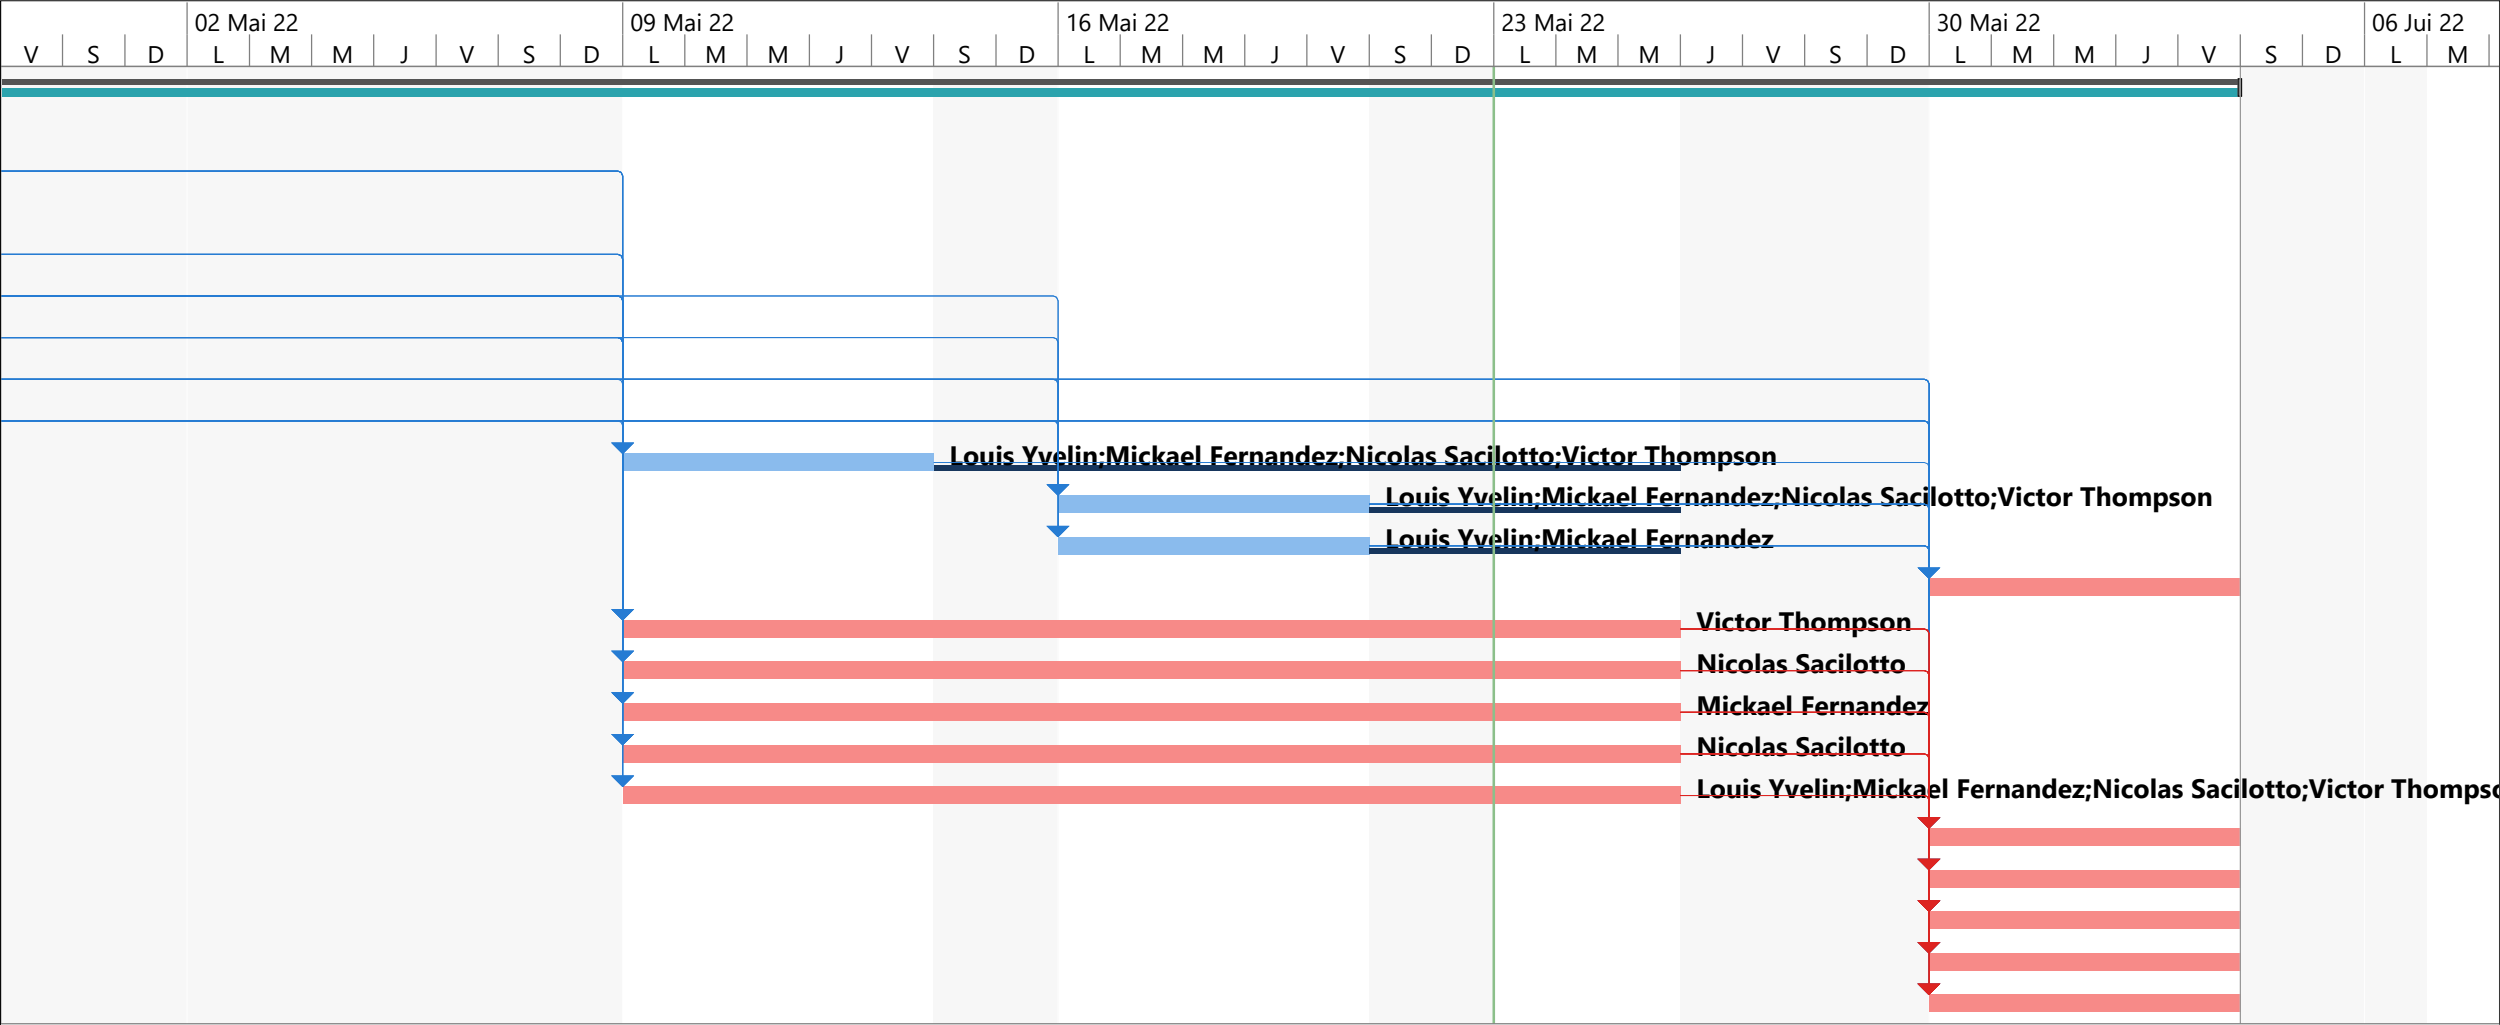 02 Mai 22 09 Mai 22 16 Mai 22 23 Mai 22 30 Mai 22 06 Jui 22
V S D L M M J V S D L M M J V S D L M M J V S D L M M J V S D L M M J V S D L M
Louis Yvelin;Mickael Fernandez;Nicolas Sacilotto;Victor Thompson
Louis Yvelin;Mickael Fernandez;Nicolas Sacilotto;Victor Thompson
Louis Yvelin;Mickael Fernandez
Victor Thompson
Nicolas Sacilotto
Mickael Fernandez
Nicolas Sacilotto
Louis Yvelin;Mickael Fernandez;Nicolas Sacilotto;Victor Thomps